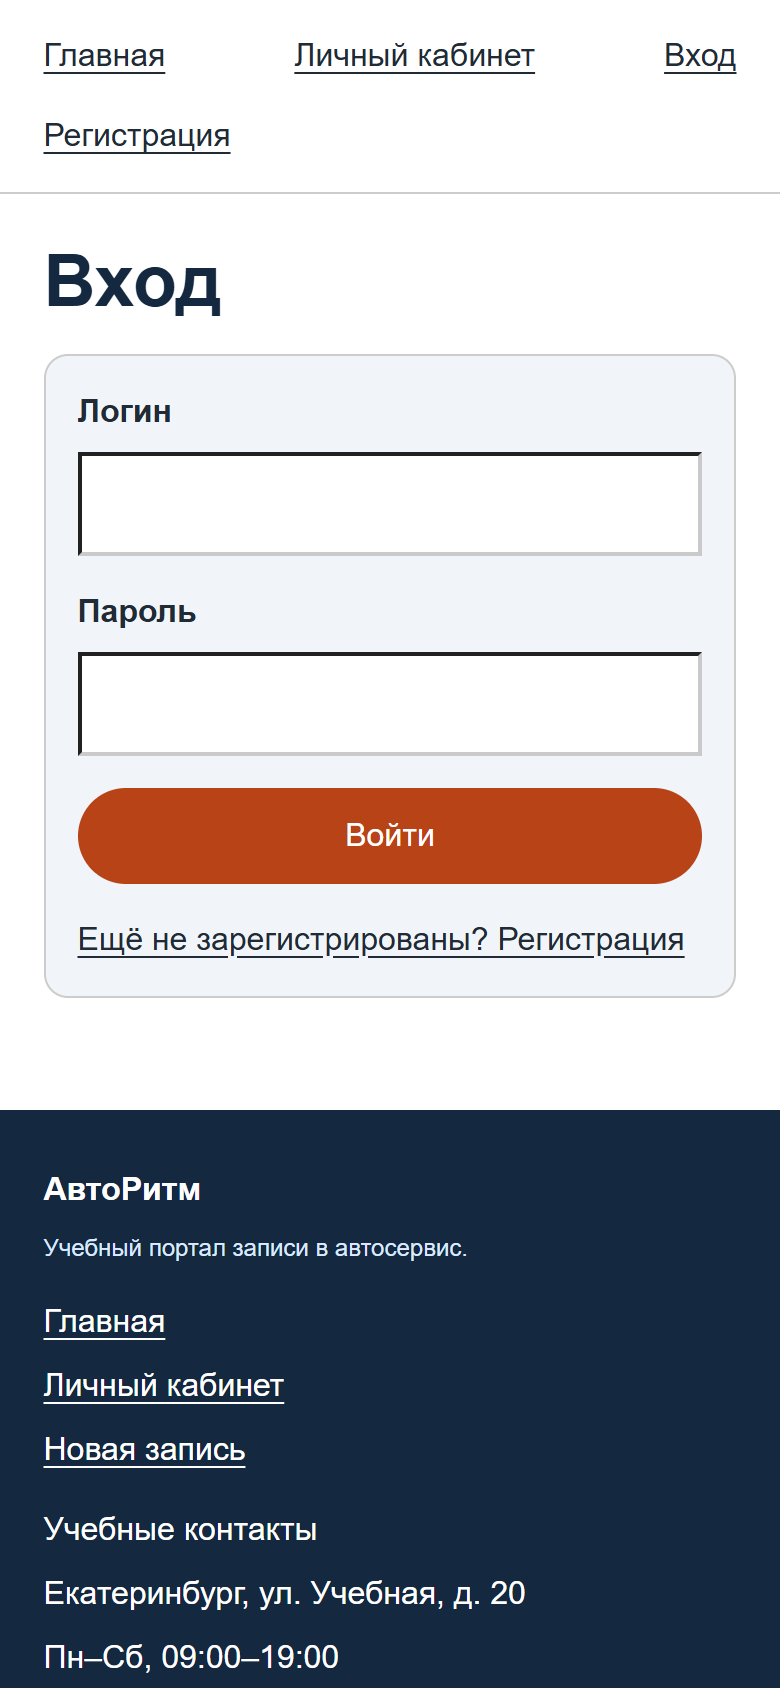 Главная Личный кабинет Вход
Регистрация
Вход
Логин
Пароль
Войти
Ещё не зарегистрированы? Регистрация
АвтоРитм
Учебный портал записи в автосервис.
Главная
Личный кабинет
Новая запись
Учебные контакты
Екатеринбург, ул. Учебная, д. 20
Пн–Сб, 09:00–19:00